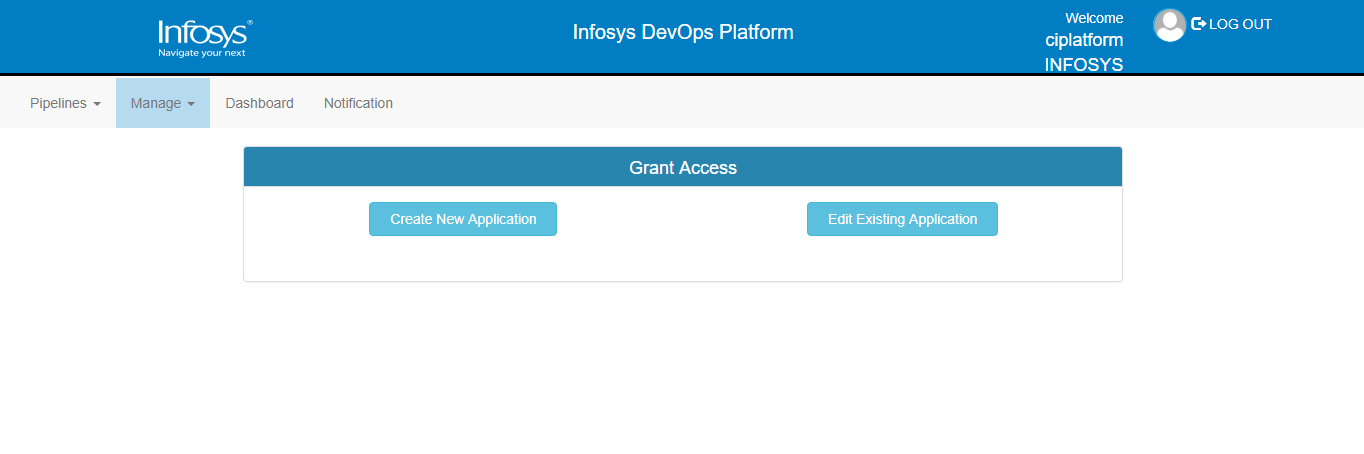 Infosys®
Navigate your next
Infosys DevOps Platform
Welcome
ciplatform
INFOSYS
LOG OUT
Pipelines
Manage
Dashboard
Notification
Grant Access
Create New Application
Edit Existing Application